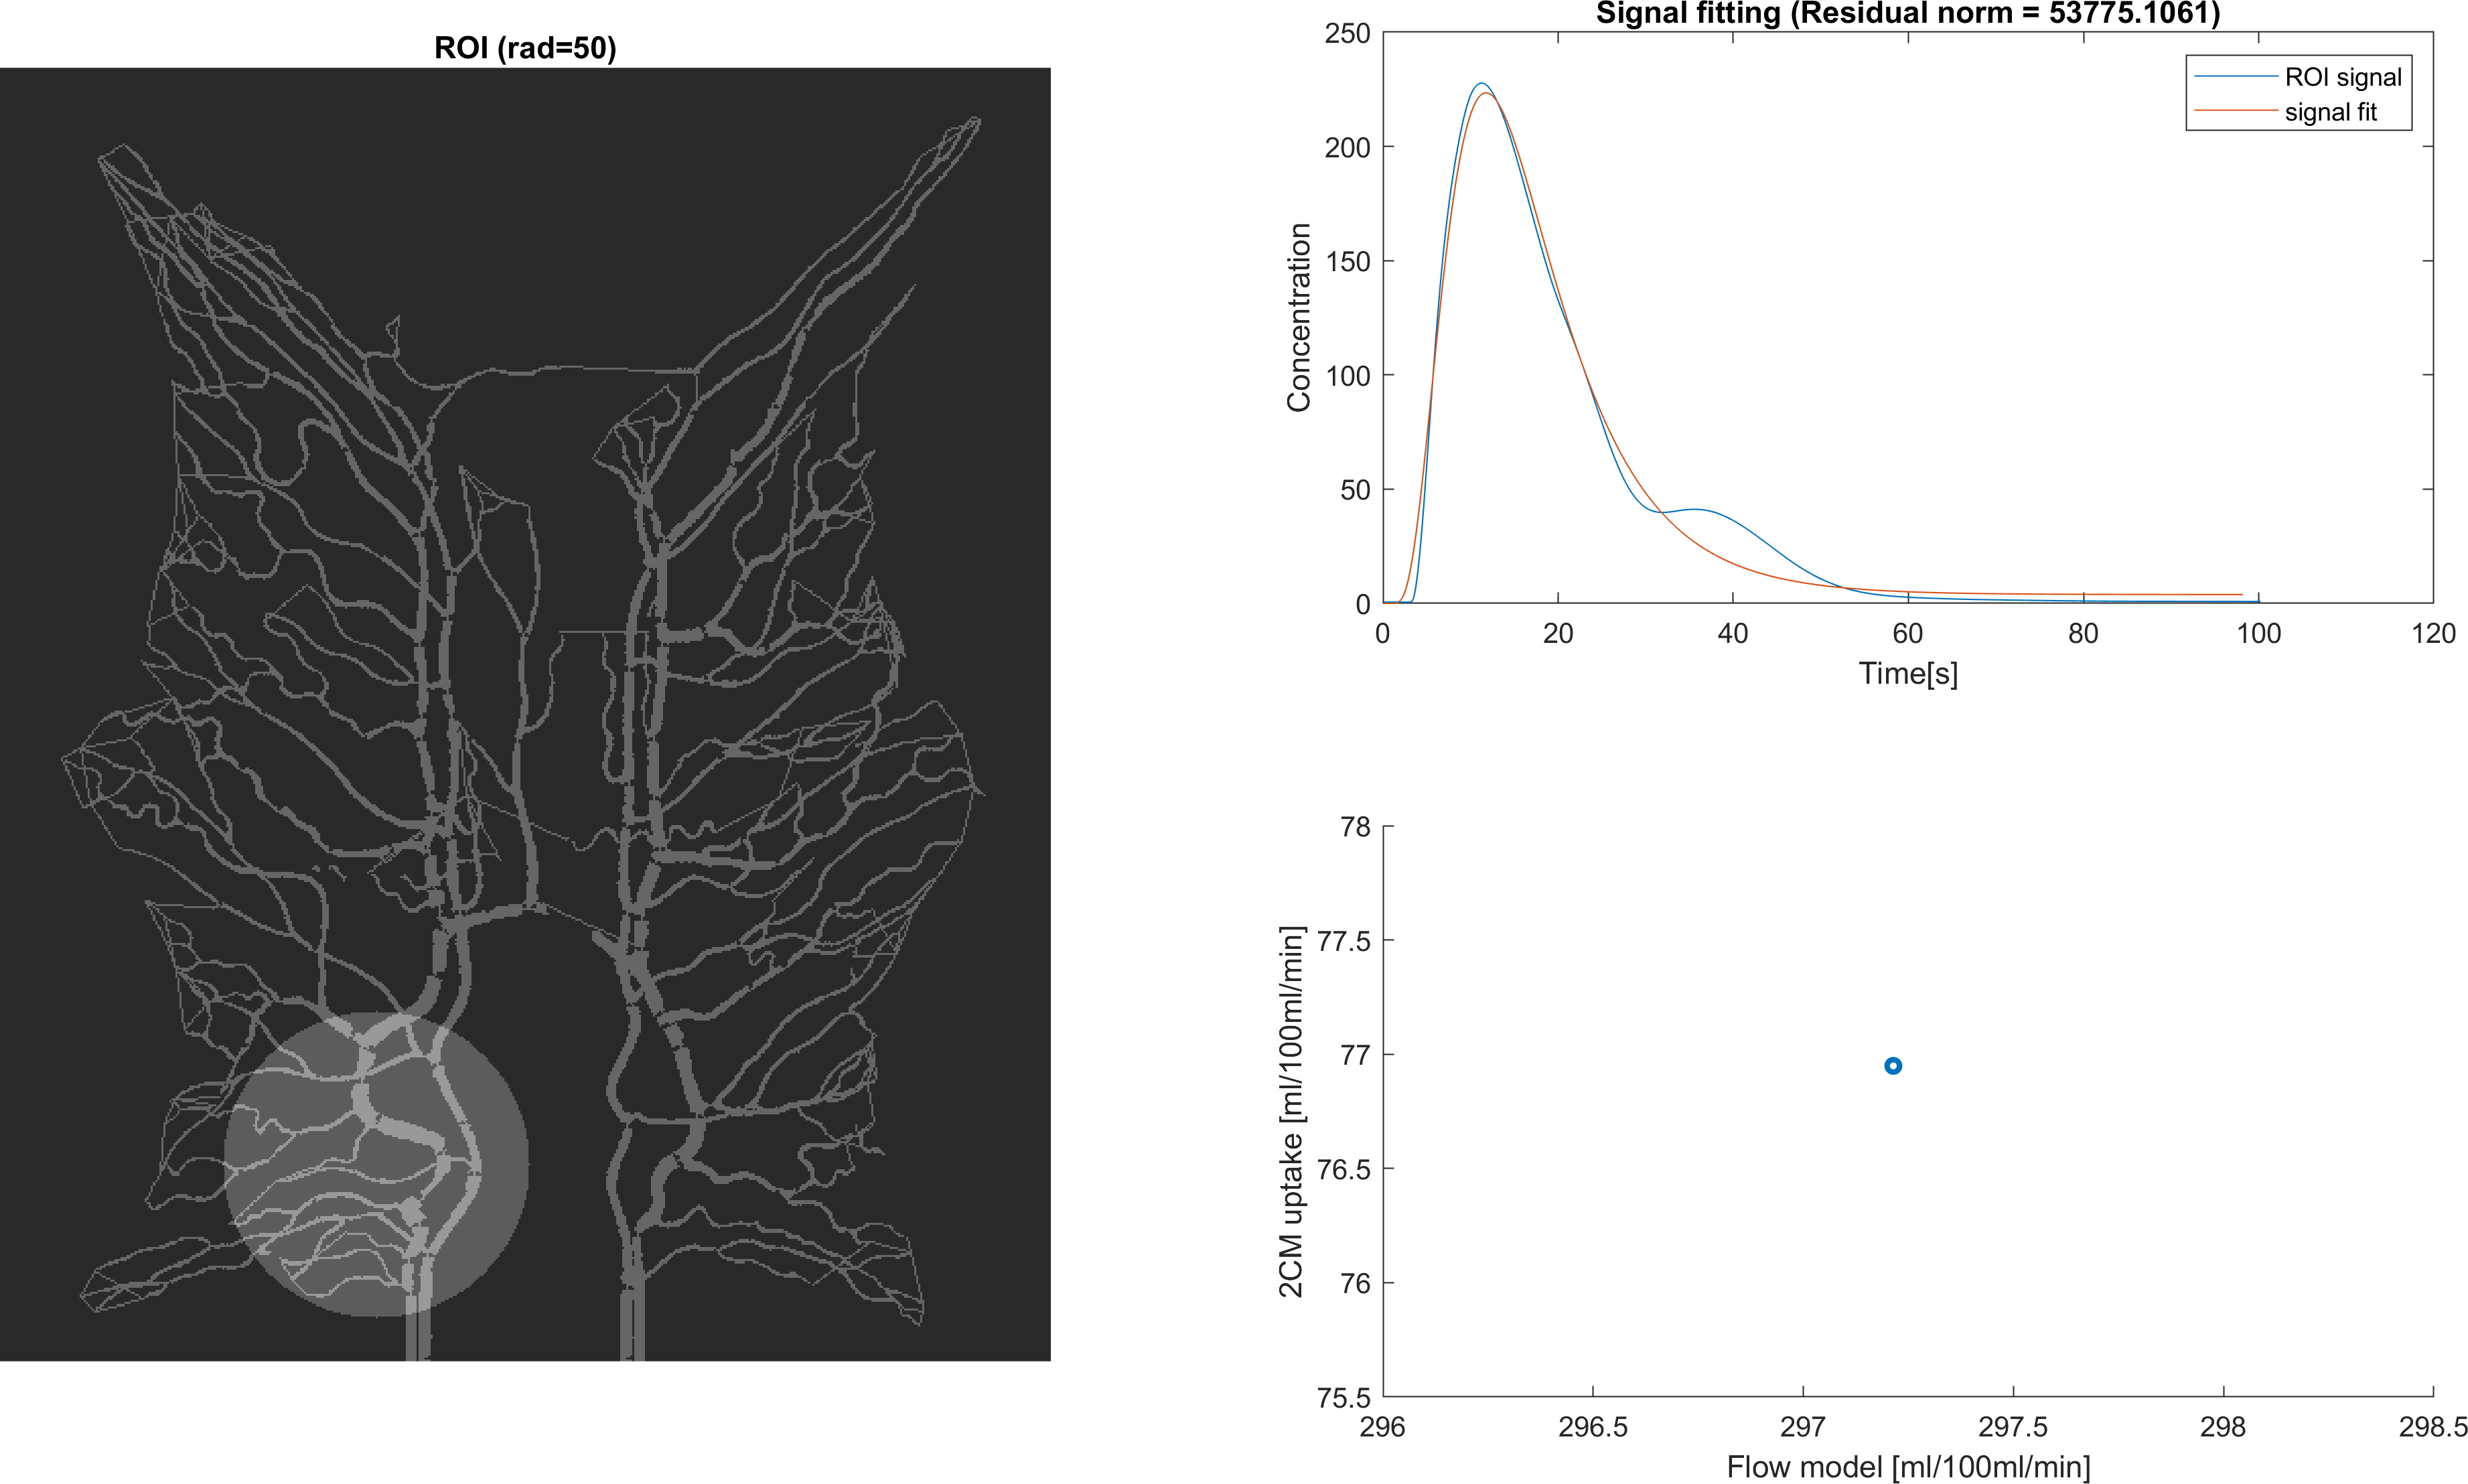 ROI (rad=50)
Signal fitting (Residual norm = 53775.1061)
250
200
150
100
50
0
Concentration
ROI signal
signal fit
0 20 40 60 80 100 120
Time[s]
78
77.5
77
76.5
76
75.5
2CM uptake [ml/100ml/min]
296 296.5 297 297.5 298 298.5
Flow model [ml/100ml/min]